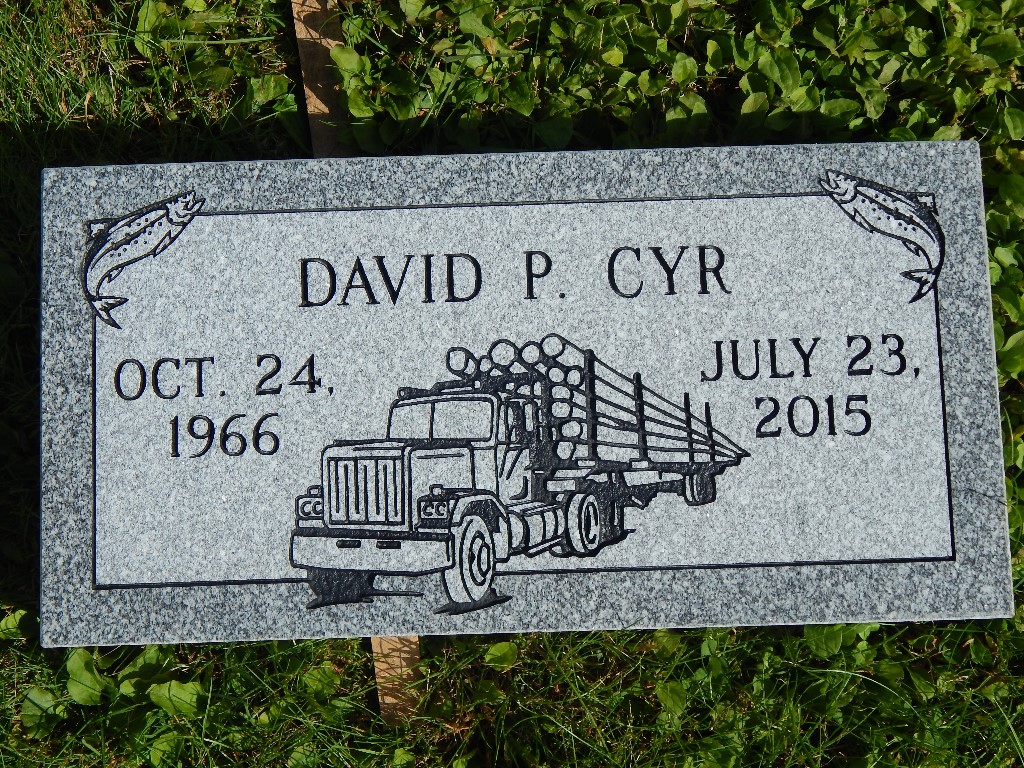 DAVID P. CYR
OCT. 24,
1966
JULY 23,
2015